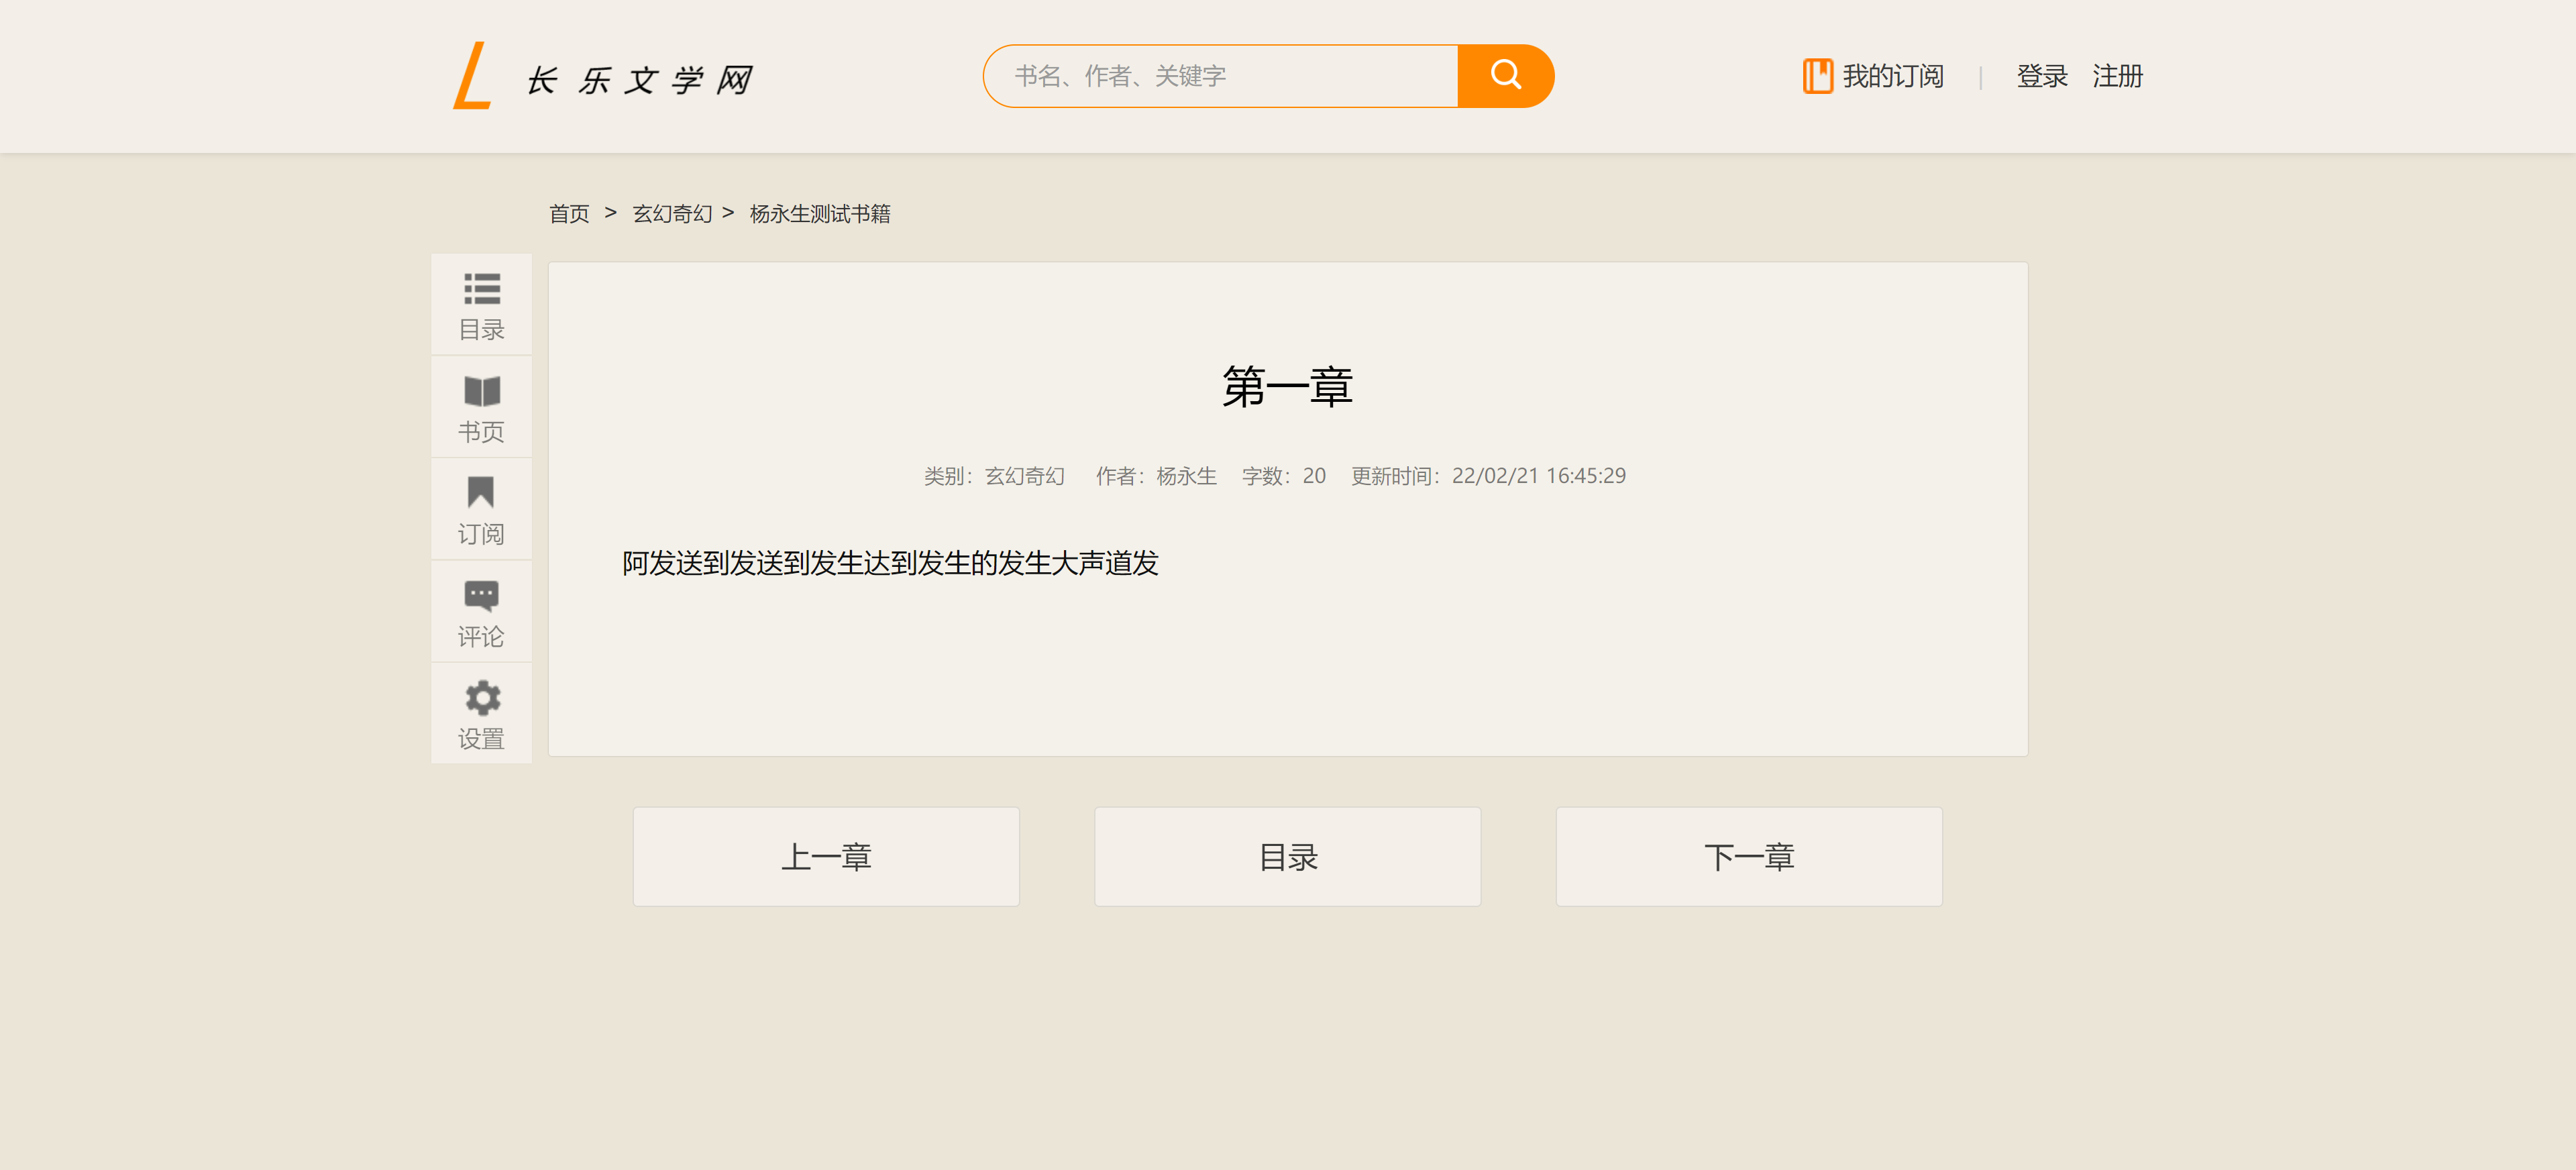 长乐文学网
书名、作者、关键字
我的订阅 | 登录 注册
首页 > 玄幻奇幻 > 杨永生测试书籍
目录
书页
订阅
评论
设置
第一章
类别：玄幻奇幻 作者：杨永生 字数：20 更新时间：22/02/21 16:45:29
阿发送到发送到发生达到发生的发生大声道发
上一章 目录 下一章